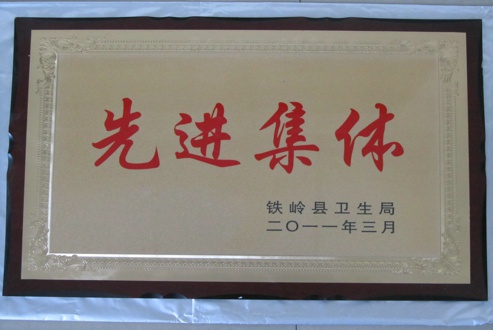 先进集体
铁岭县卫生局
二〇一一年三月